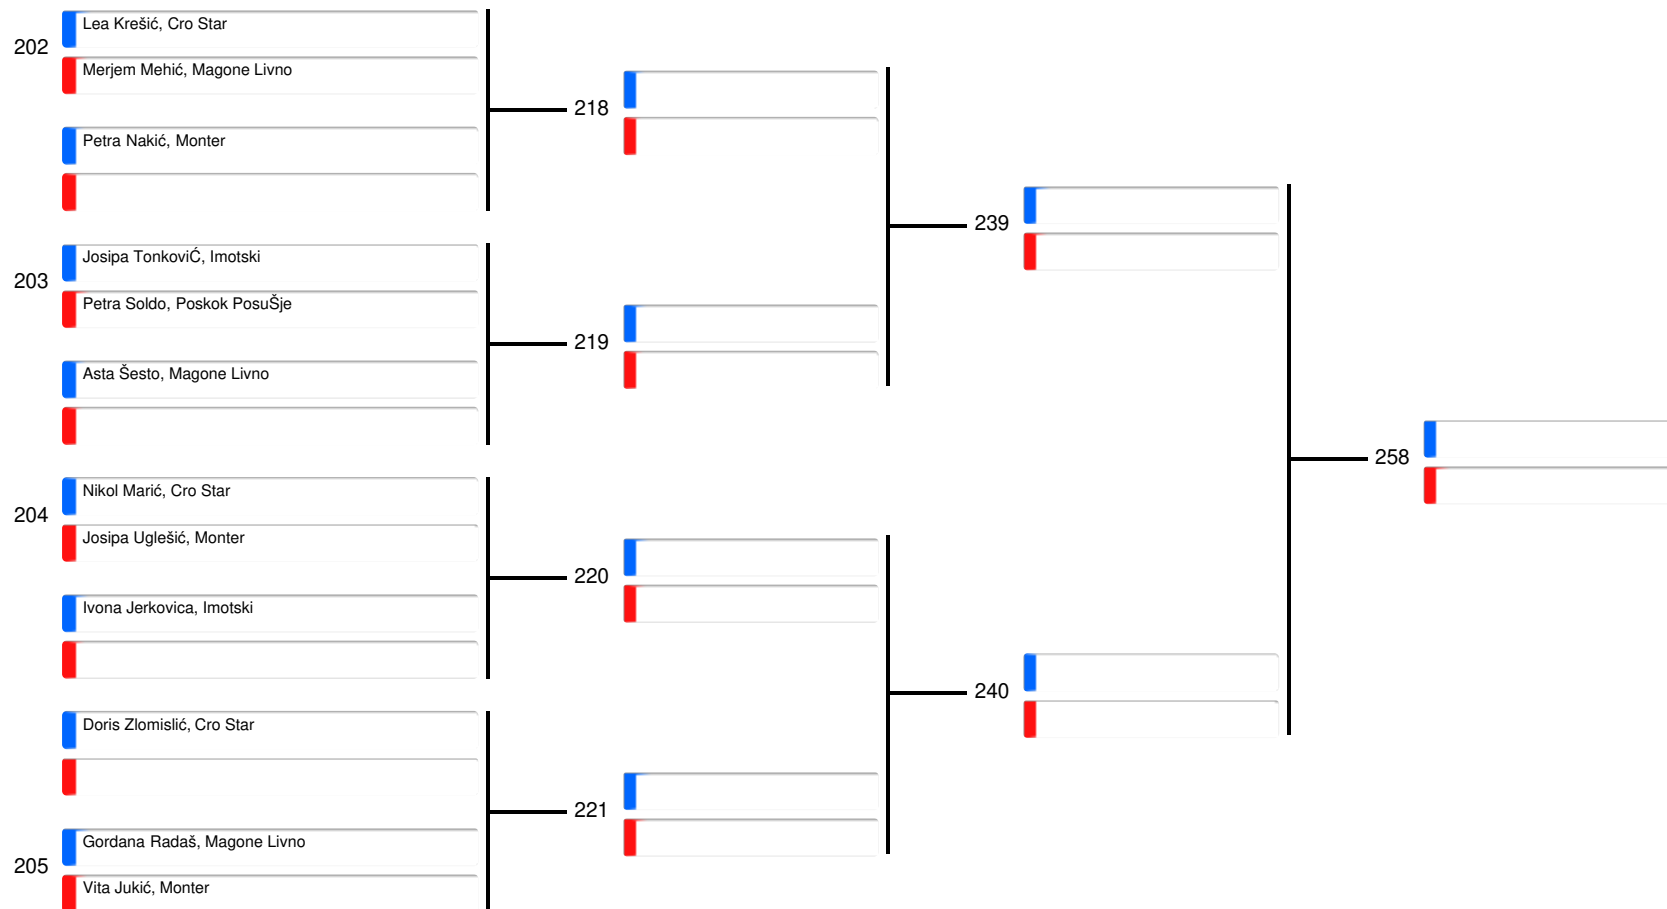 202
Lea Krešić, Cro Star
Merjem Mehić, Magone Livno
Petra Nakić, Monter
218
203
Josipa TonkoviĆ, Imotski
Petra Soldo, Poskok PosuŠje
Asta Šesto, Magone Livno
219
239
204
Nikol Marić, Cro Star
Josipa Uglešić, Monter
Ivona Jerkovica, Imotski
220
258
Doris Zlomislić, Cro Star
205
Gordana Radaš, Magone Livno
Vita Jukić, Monter
221
240